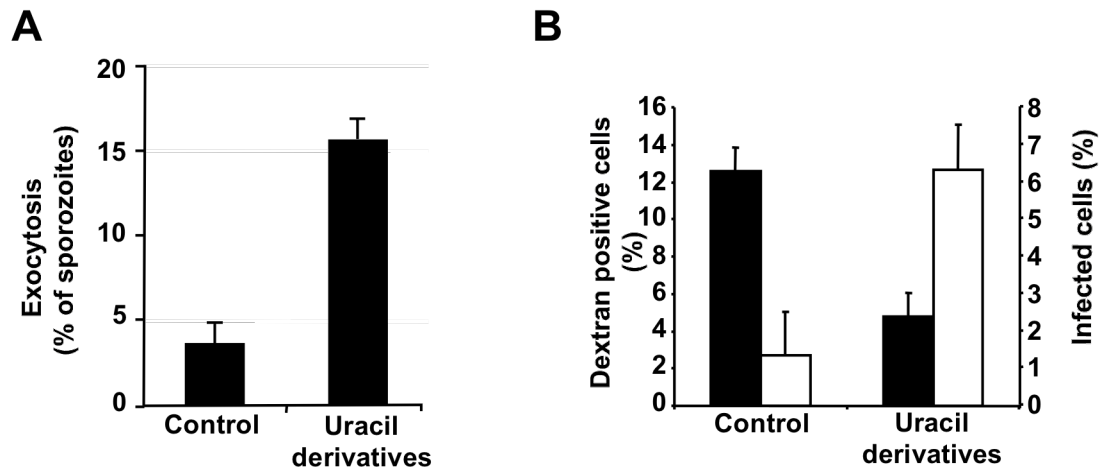 A
B
20
15
10
5
0
Exocytosis
(% of sporozoites)
Control
Uracil
derivatives
16
14
12
10
8
6
4
2
0
Dextran positive cells
(%)
8
7
6
5
4
3
2
1
0
Infected cells (%)
Control
Uracil
derivatives